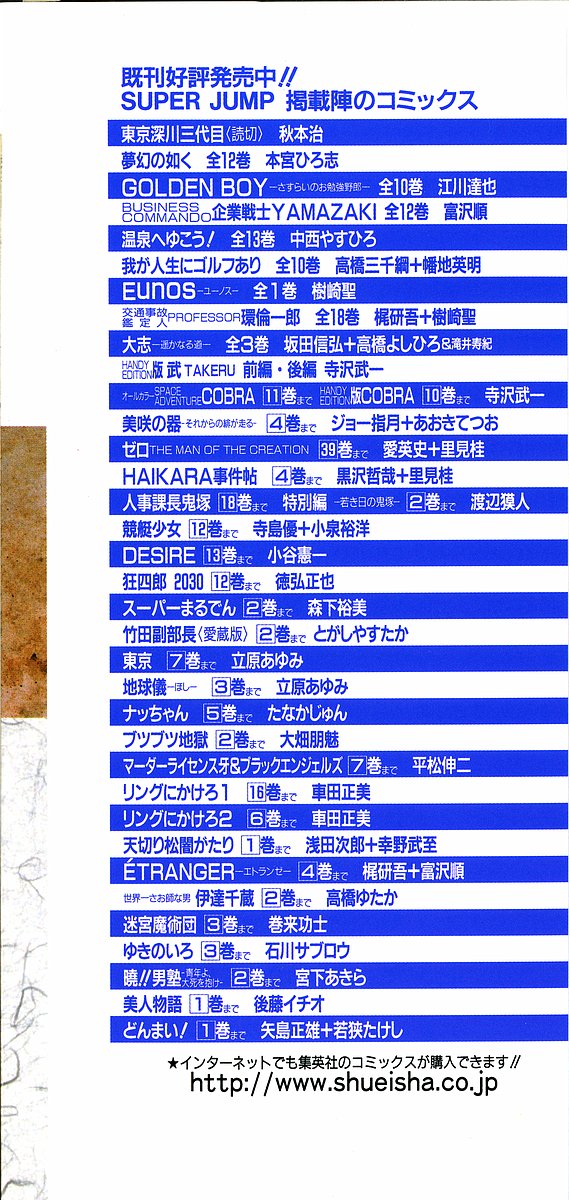 既刊好評発売中!!
SUPER JUMP 掲載陣のコミックス
東京深川三代目〈読切〉 秋本治
夢幻の如く 全12巻 本宮ひろ志
GOLDEN BOY―さすらいのお勉強野郎― 全10巻 江川達也
BUSINESS COMMANDO企業戦士YAMAZAKI 全12巻 富沢順
温泉へゆこう! 全13巻 中西やすひろ
我が人生にゴルフあり 全10巻 高橋三千綱+幡地英明
EUNOS―ユーノス― 全1巻 樹崎聖
交通事故鑑定人PROFESSOR環倫一郎 全18巻 梶研吾+樹崎聖
大志―遥かなる道― 全3巻 坂田信弘+高橋よしひろ&滝井寿紀
HANDY EDITION版 武 TAKERU 前編・後編 寺沢武一
オールカラーSPACE ADVENTURE COBRA 11巻まで HANDY EDITION版COBRA 10巻まで 寺沢武一
美咲の器-それからの緋が走る- 4巻まで ジョー指月+あおきてつお
ゼロTHE MAN OF THE CREATION 39巻まで 愛英史+里見桂
HAIKARA事件帖 4巻まで 黒沢哲哉+里見桂
人事課長鬼塚 18巻まで 特別編 ―若き日の鬼塚― 2巻まで 渡辺獏人
競艇少女 12巻まで 寺島優+小泉裕洋
DESIRE 13巻まで 小谷憲一
狂四郎 2030 12巻まで 徳弘正也
スーパーまるでん 2巻まで 森下裕美
竹田副部長〈愛蔵版〉 2巻まで とがしやすたか
東京 7巻まで 立原あゆみ
地球儀―ほし― 3巻まで 立原あゆみ
ナッちゃん 5巻まで たなかじゅん
ブツブツ地獄 2巻まで 大畑朋魅
マーダーライセンス牙&ブラックエンジェルズ 7巻まで 平松伸二
リングにかけろ1 16巻まで 車田正美
リングにかけろ2 6巻まで 車田正美
天切り松闇がたり 1巻まで 浅田次郎+幸野武至
ÉTRANGER―エトランゼ― 4巻まで 梶研吾+富沢順
世界一さお師な男 伊達千蔵 2巻まで 高橋ゆたか
迷宮魔術団 3巻まで 巻来功士
ゆきのいろ 3巻まで 石川サブロウ
暁!!男塾-青年よ、大死を抱け- 2巻まで 宮下あきら
美人物語 1巻まで 後藤イチオ
どんまい! 1巻まで 矢島正雄+若狭たけし
★インターネットでも集英社のコミックスが購入できます!!
http://www.shueisha.co.jp